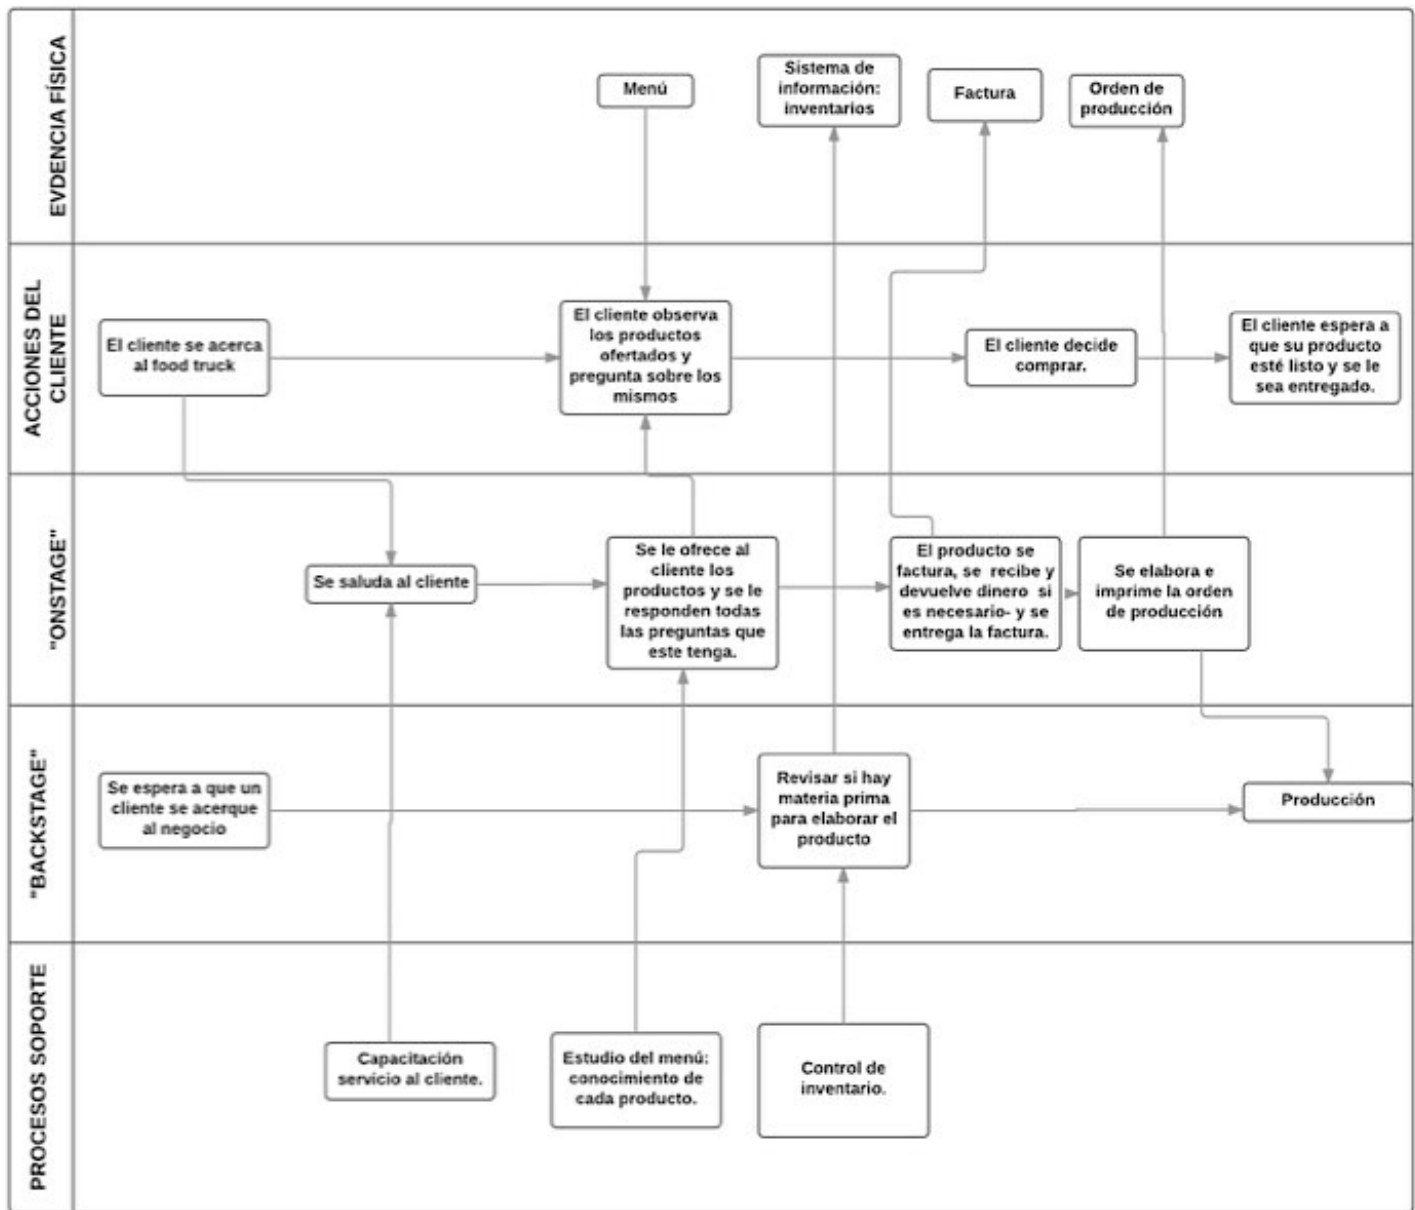 EVDENCIA FÍSICA
Menú
Sistema de
información:
inventarios
Factura
Orden de
producción
ACCIONES DEL
CLIENTE
El cliente se acerca
al food truck
El cliente observa
los productos
ofertados y
pregunta sobre los
mismos
El cliente decide
comprar.
El cliente espera a
que su producto
esté listo y se le
sea entregado.
"ONSTAGE"
Se saluda al cliente
Se le ofrece al
cliente los
productos y se le
responden todas
las preguntas que
este tenga.
El producto se
factura, se recibe y
devuelve dinero si
es necesario- y se
entrega la factura.
Se elabora e
imprime la orden
de producción
"BACKSTAGE"
Se espera a que un
cliente se acerque
al negocio
Revisar si hay
materia prima
para elaborar el
producto
Producción
PROCESOS SOPORTE
Capacitación
servicio al cliente.
Estudio del menú:
conocimiento de
cada producto.
Control de
inventario.